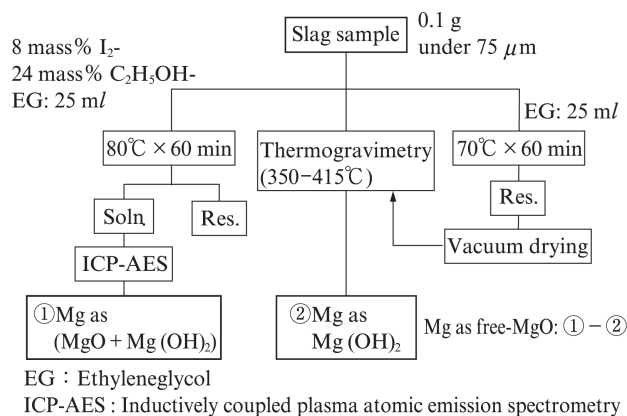 Slag sample
0.1 g
under 75 μm
8 mass% I₂-
24 mass% C₂H₅OH-
EG: 25 ml
EG: 25 ml
80℃ × 60 min
Thermogravimetry
(350−415℃)
70℃ × 60 min
Soln.
Res.
Res.
Vacuum drying
ICP-AES
①Mg as
(MgO + Mg (OH)₂)
②Mg as
Mg (OH)₂
Mg as free-MgO: ① − ②
EG : Ethyleneglycol
ICP-AES : Inductively coupled plasma atomic emission spectrometry